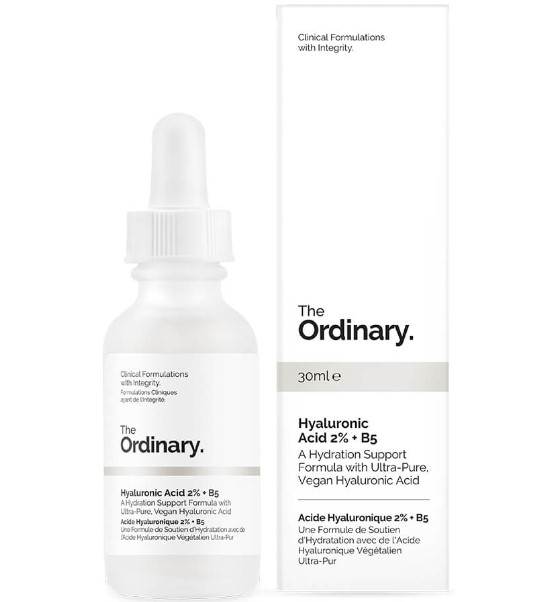 Clinical Formulations
with Integrity.
Formulations Cliniques
ayant de l'Integrité.
The
Ordinary.
Hyaluronic Acid 2% + B5
A Hydration Support Formula with
Ultra-Pure, Vegan Hyaluronic Acid
Acide Hyaluronique 2% + B5
Une Formule de Soutien d'Hydratation avec de
l'Acide Hyaluronique Végétalien Ultra-Pur
Clinical Formulations
with Integrity.
The
Ordinary.
30ml e
Hyaluronic
Acid 2% + B5
A Hydration Support
Formula with Ultra-Pure,
Vegan Hyaluronic Acid
Acide Hyaluronique 2% + B5
Une Formule de Soutien
d'Hydratation avec de l'Acide
Hyaluronique Végétalien
Ultra-Pur